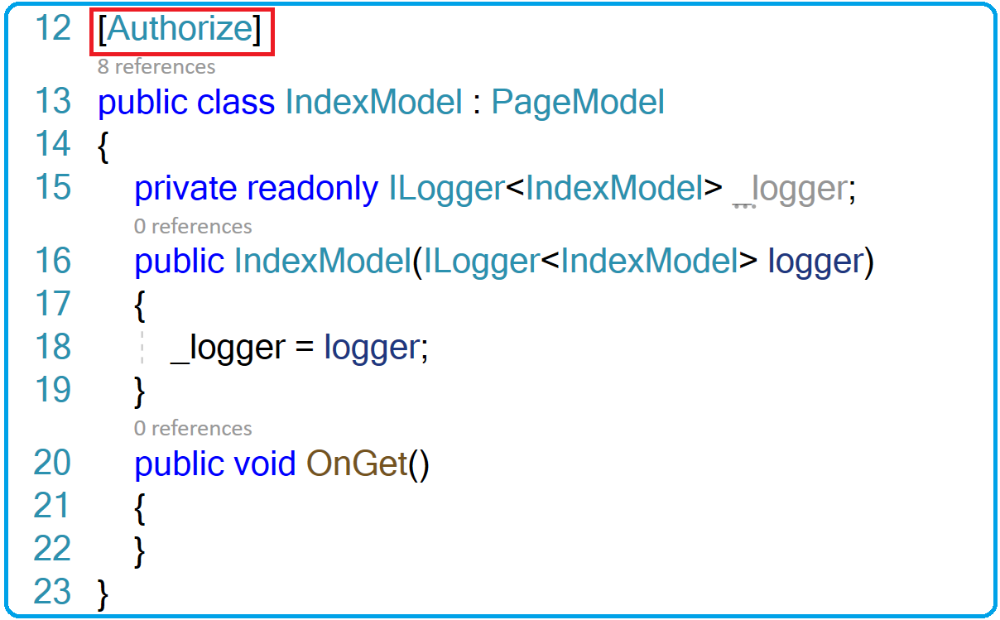 12 [Authorize]
8 references
13 public class IndexModel : PageModel
14 {
15 private readonly ILogger<IndexModel> _logger;
0 references
16 public IndexModel(ILogger<IndexModel> logger)
17 {
18 _logger = logger;
19 }
0 references
20 public void OnGet()
21 {
22 }
23 }